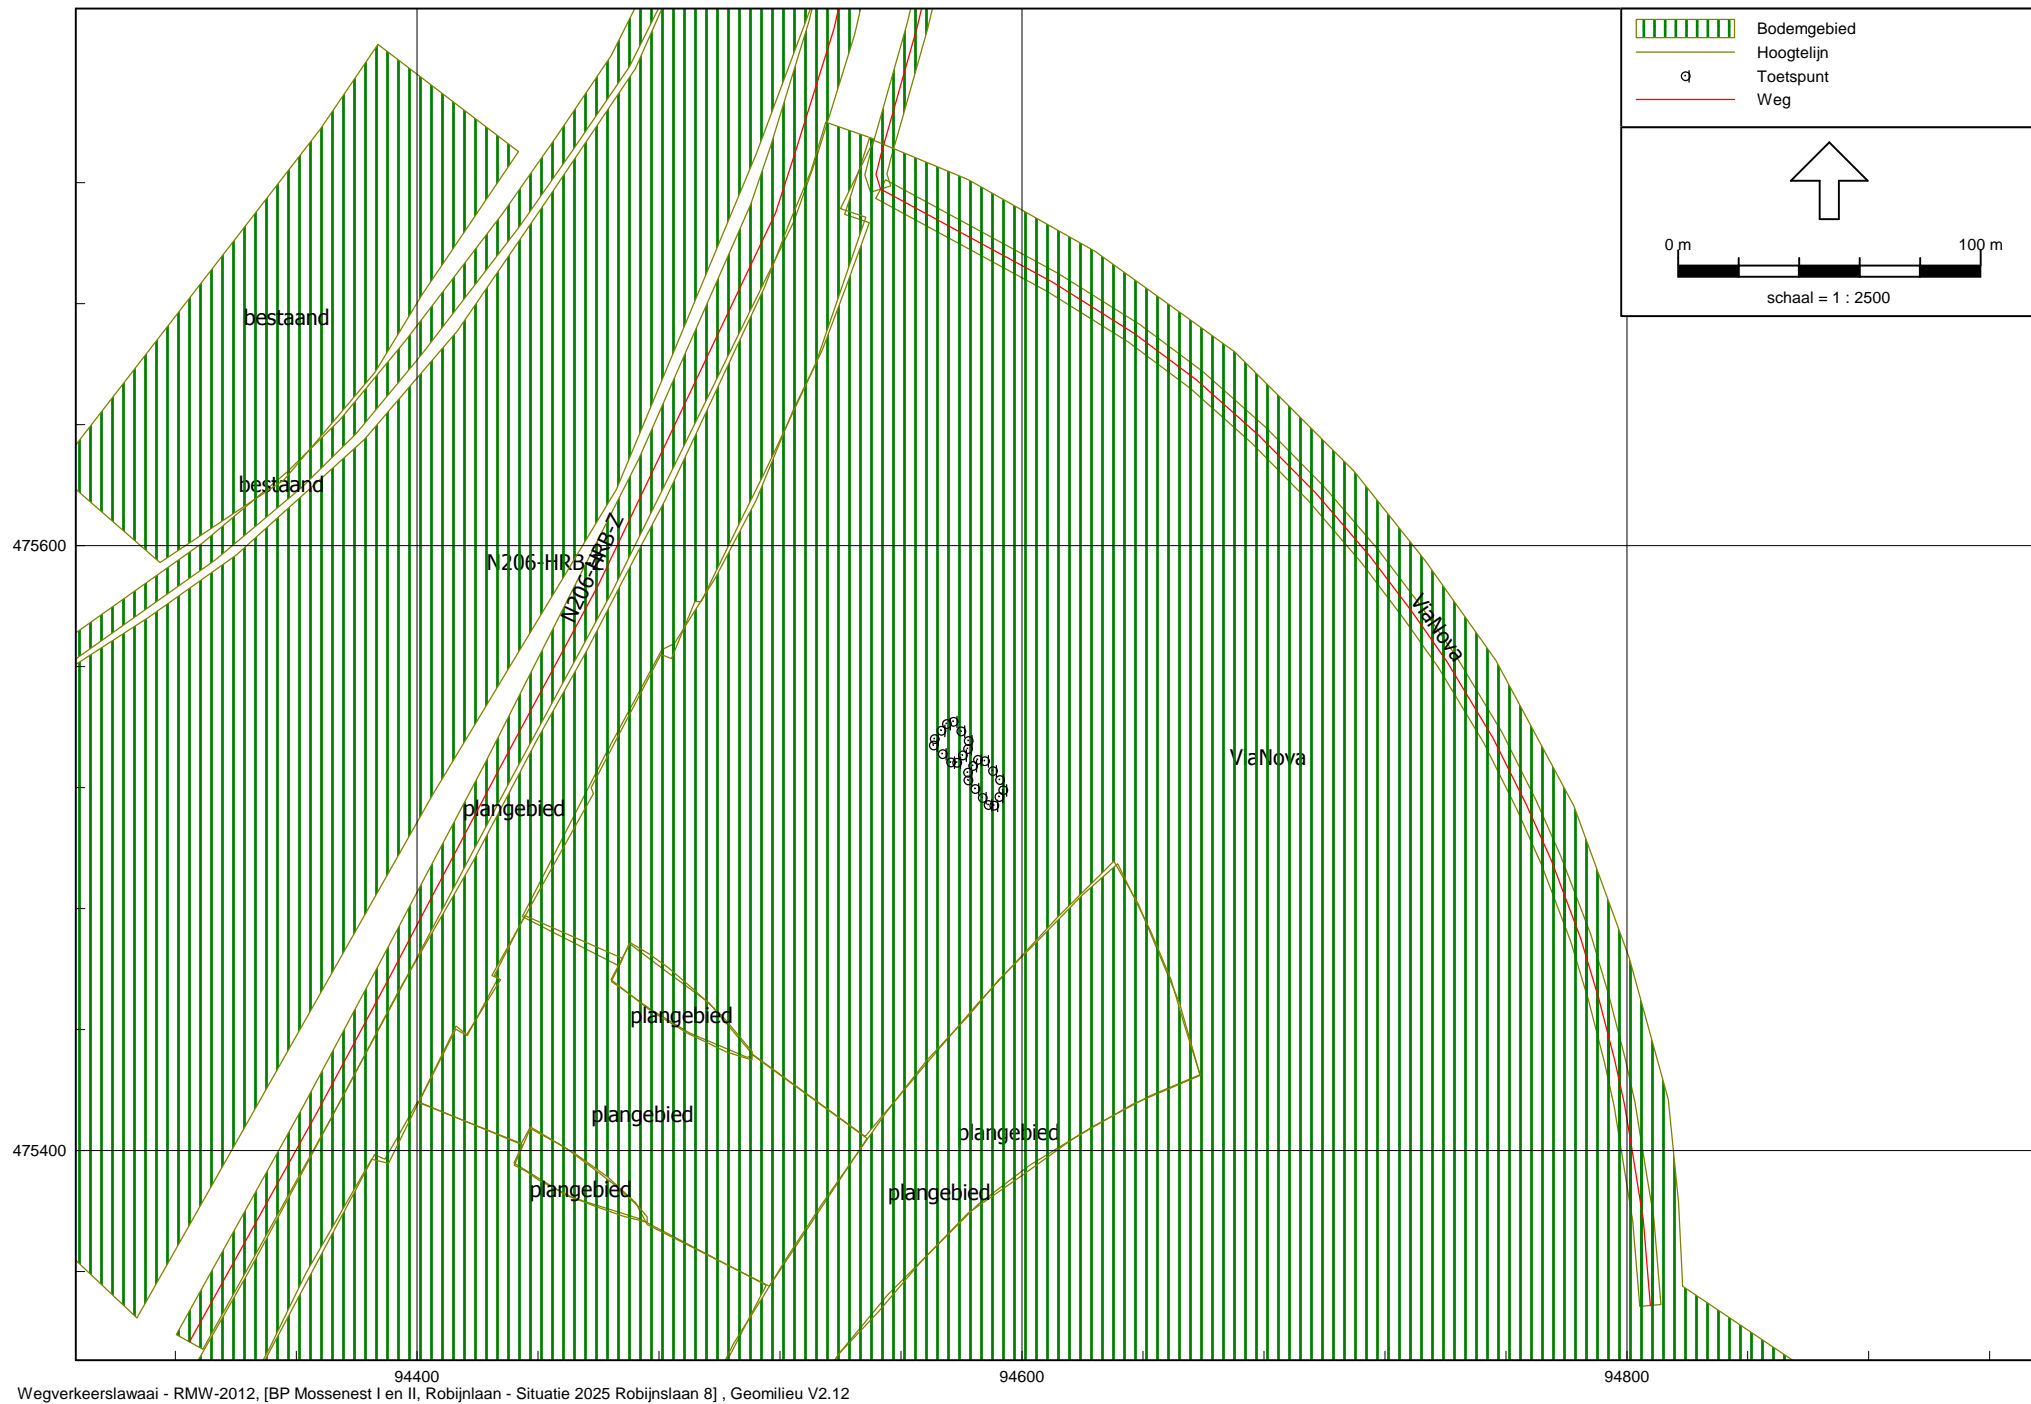 Bodemgebied
Hoogtelijn
Toetspunt
Weg
0 m 100 m
schaal = 1 : 2500
bestaand
bestaand
475600
N206-HRB-Z
N206-HRB-Z
ViaNova
ViaNova
plangebied
plangebied
plangebied
plangebied
475400
plangebied
plangebied
94400 94600 94800
Wegverkeerslawaai - RMW-2012, [BP Mossenest I en II, Robijnlaan - Situatie 2025 Robijnslaan 8] , Geomilieu V2.12